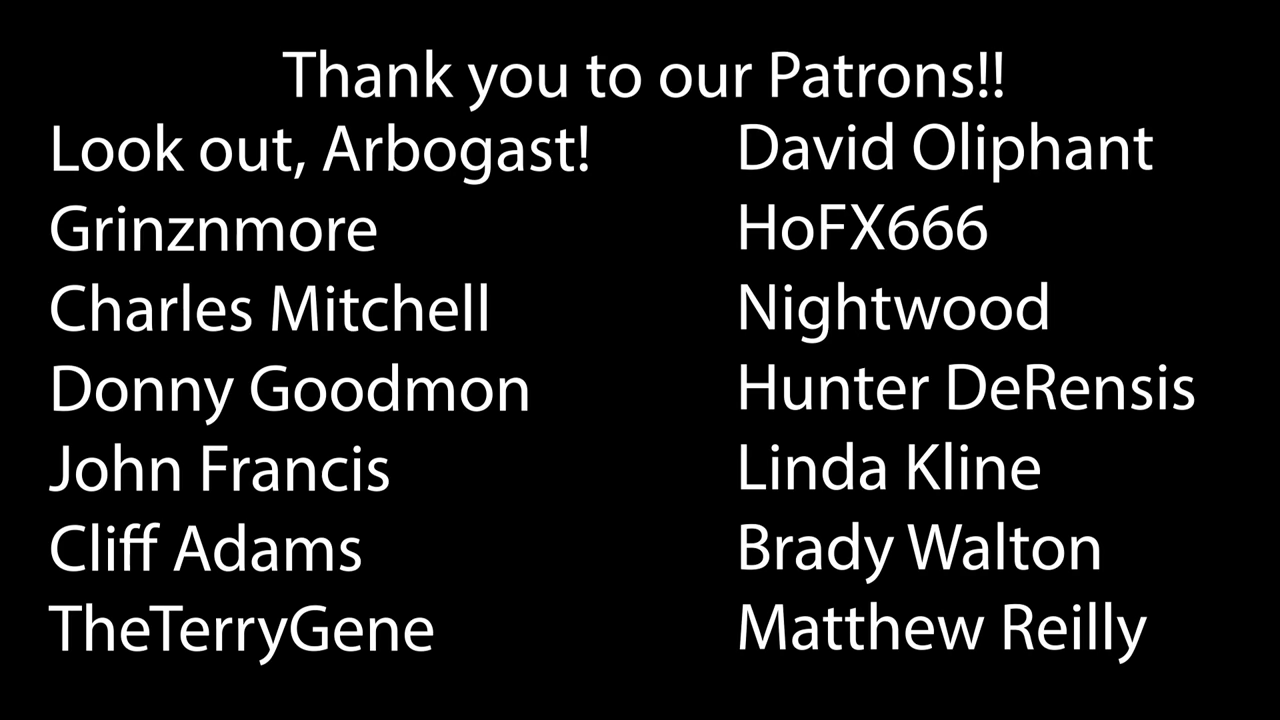 Thank you to our Patrons!!
Look out, Arbogast!
Grinznmore
Charles Mitchell
Donny Goodmon
John Francis
Cliff Adams
TheTerryGene
David Oliphant
HoFX666
Nightwood
Hunter DeRensis
Linda Kline
Brady Walton
Matthew Reilly